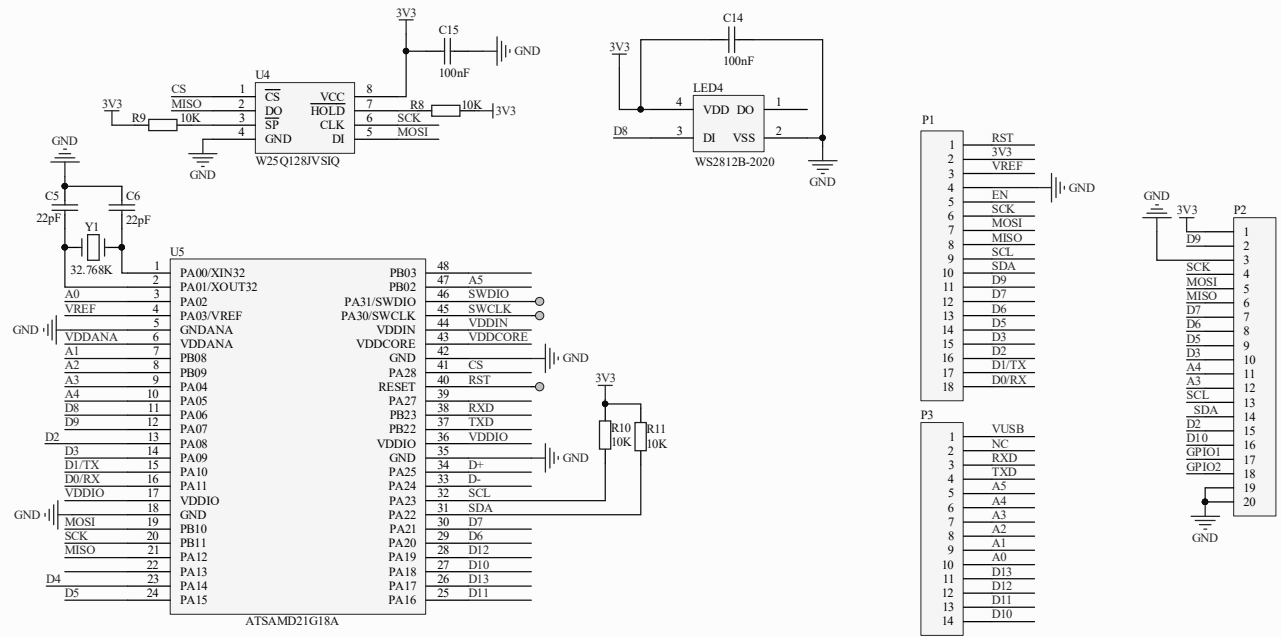 3V3
C15
100nF
GND
U4
CS 1 CS VCC 8
MISO 2 DO HOLD 7 R8 10K 3V3
3V3 R9 10K 3 SP CLK 6 SCK
4 GND DI 5 MOSI
GND
W25Q128JVSIQ
C14
100nF
3V3
LED4
4 VDD DO 1
D8 3 DI VSS 2
WS2812B-2020
GND
GND
C5 C6
22pF 22pF
Y1
32.768K
U5
1 PA00/XIN32 PB03 48
2 PA01/XOUT32 PB02 47 A5
A0 3 PA02 PA31/SWDIO 46 SWDIO
VREF 4 PA03/VREF PA30/SWCLK 45 SWCLK
GND 5 GNDANA VDDIN 44 VDDIN
VDDANA 6 VDDANA VDDCORE 43 VDDCORE
A1 7 PB08 GND 42 GND
A2 8 PB09 PA28 41 CS
A3 9 PA04 RESET 40 RST
A4 10 PA05 PA27 39
D8 11 PA06 PB23 38 RXD
D9 12 PA07 PB22 37 TXD
D2 13 PA08 VDDIO 36 VDDIO
D3 14 PA09 GND 35 GND
D1/TX 15 PA10 PA25 34 D+
D0/RX 16 PA11 PA24 33 D-
VDDIO 17 VDDIO PA23 32 SCL
GND 18 GND PA22 31 SDA
MOSI 19 PB10 PA21 30 D7
SCK 20 PB11 PA20 29 D6
MISO 21 PA12 PA19 28 D12
22 PA13 PA18 27 D10
D4 23 PA14 PA17 26 D13
D5 24 PA15 PA16 25 D11
ATSAMD21G18A
3V3
R10 R11
10K 10K
P1
1 RST
2 3V3
3 VREF
4 GND
5 EN
6 SCK
7 MOSI
8 MISO
9 SCL
10 SDA
11 D9
12 D7
13 D6
14 D5
15 D3
16 D2
17 D1/TX
18 D0/RX
P3
1 VUSB
2 NC
3 RXD
4 TXD
5 A5
6 A4
7 A3
8 A2
9 A1
10 A0
11 D13
12 D12
13 D11
14 D10
P2
GND
3V3 1
D9 2
3
SCK 4
MOSI 5
MISO 6
D7 7
D6 8
D5 9
D3 10
A4 11
A3 12
SCL 13
SDA 14
D2 15
D10 16
GPIO1 17
GPIO2 18
19
20
GND